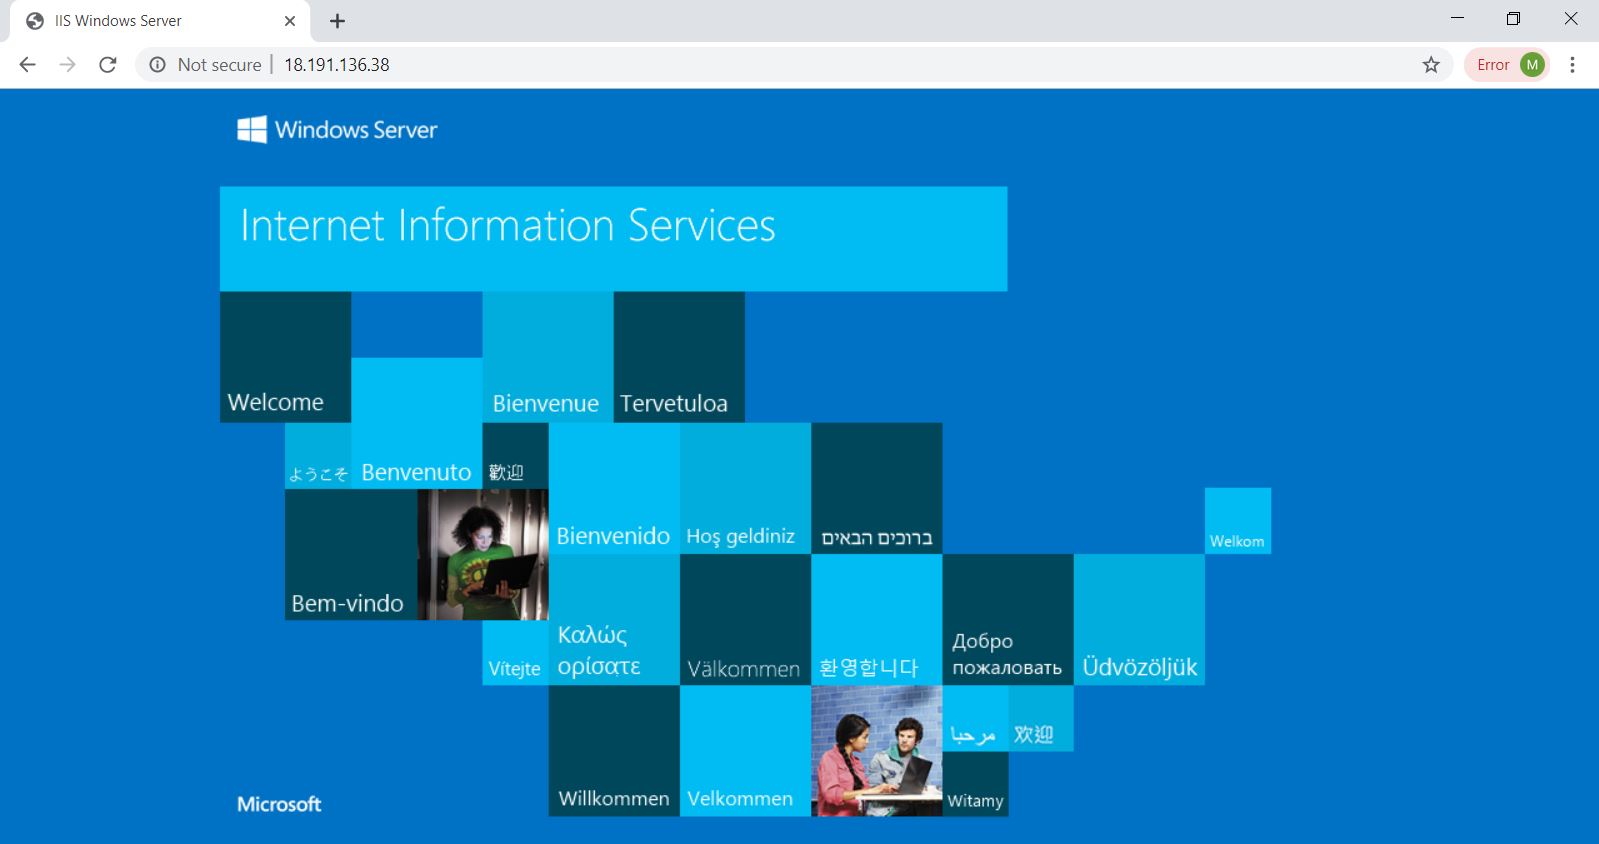 IIS Windows Server
Not secure | 18.191.136.38
Error M
Windows Server
Internet Information Services
Welcome
Bienvenue
Tervetuloa
ようこそ
Benvenuto
歡迎
Bienvenido
Hoş geldiniz
ברוכים הבאים
Welkom
Bem-vindo
Vítejte
Καλώς
ορίσατε
Välkommen
환영합니다
Добро
пожаловать
Üdvözöljük
مرحبا
欢迎
Willkommen
Velkommen
Witamy
Microsoft